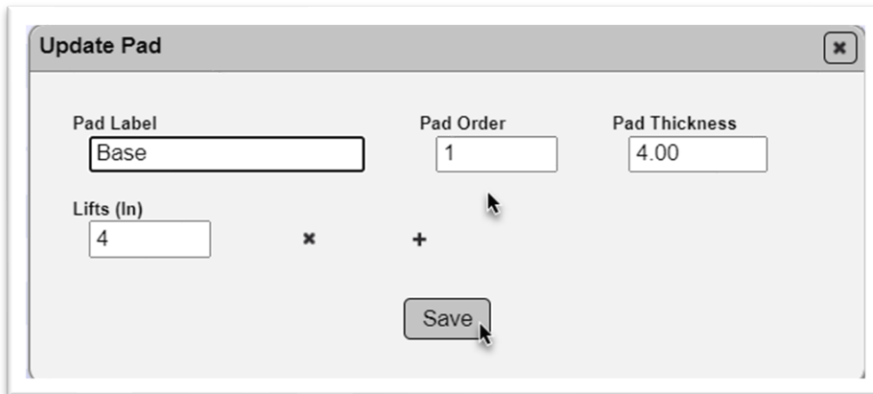 Update Pad
Pad Label Pad Order Pad Thickness
Base 1 4.00
Lifts (In)
4
Save